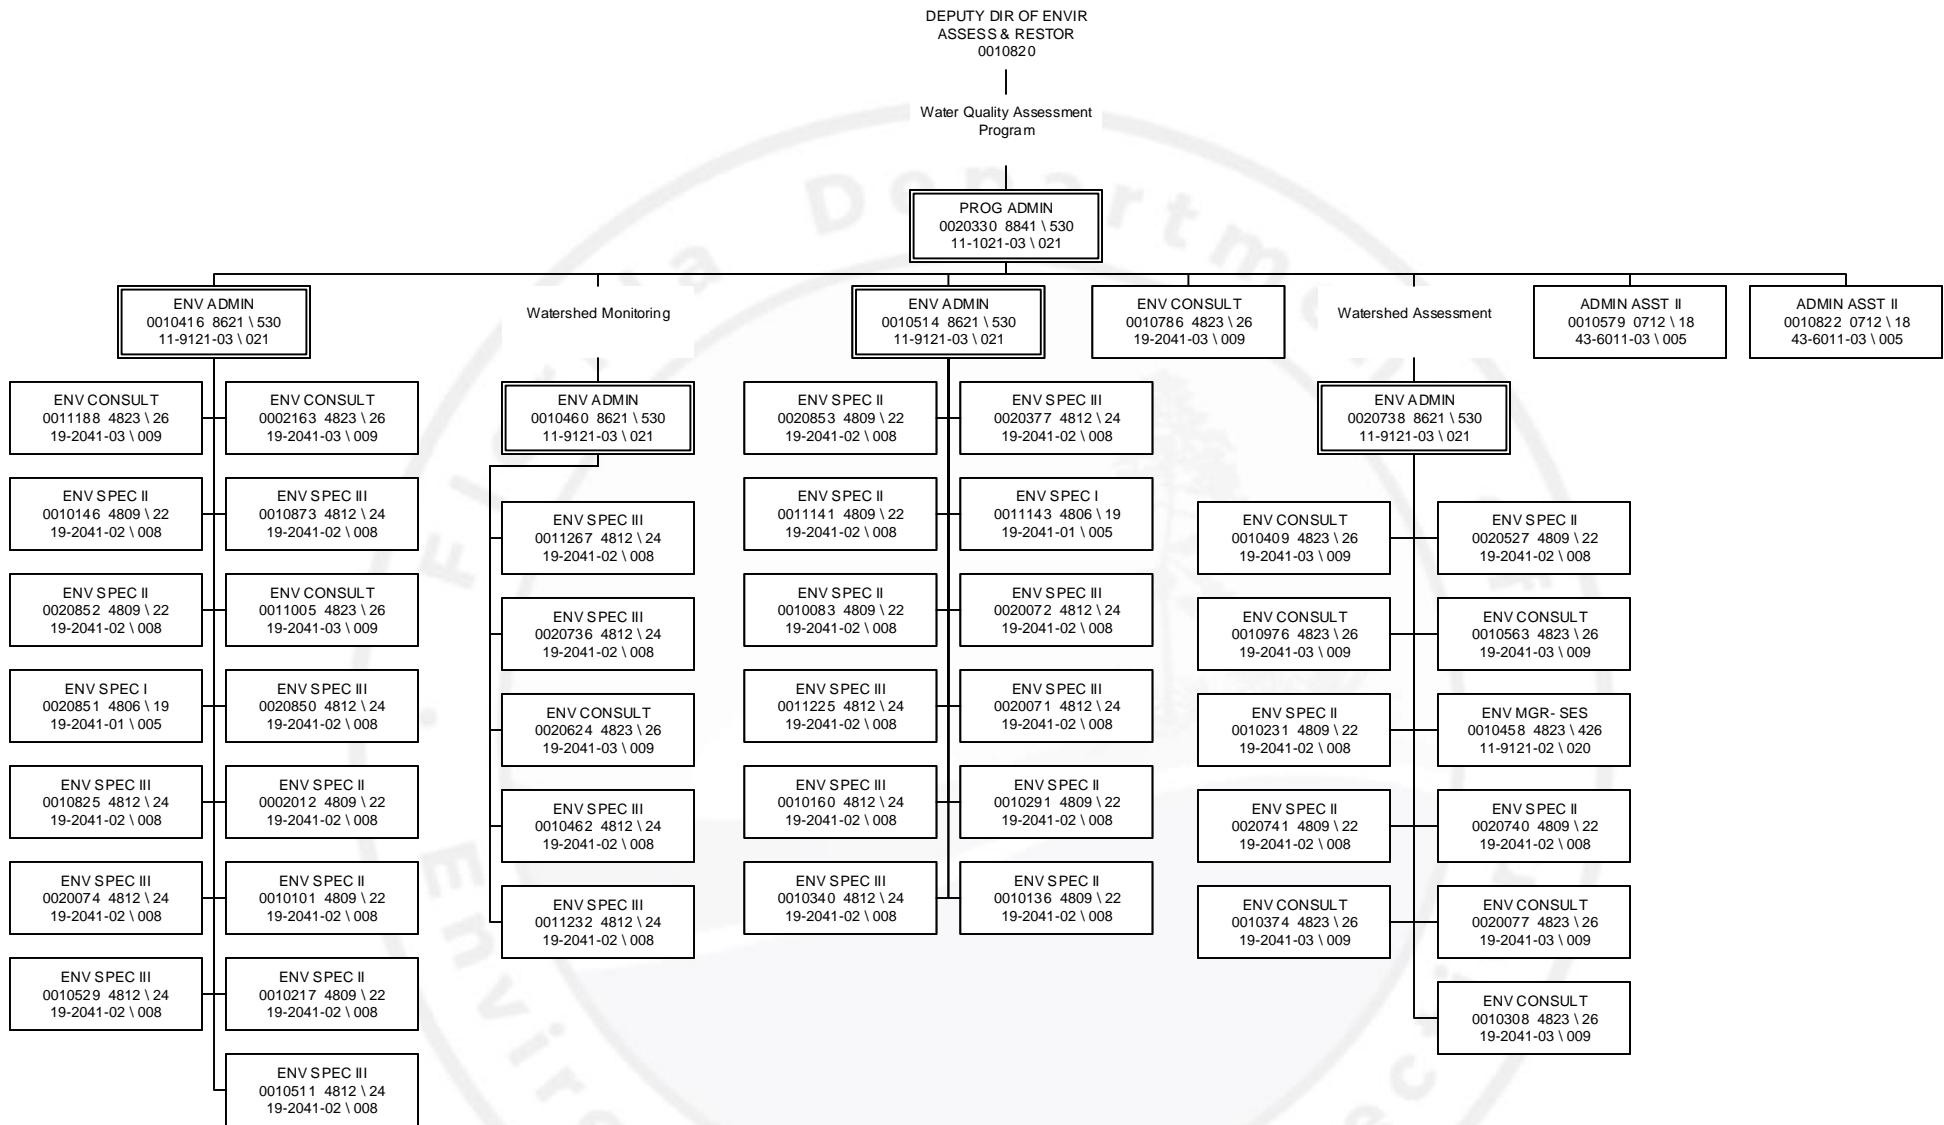 DEPUTY DIR OF ENVIR
ASSESS & RESTOR
0010820
Water Quality Assessment
Program
PROG ADMIN
0020330 8841 \ 530
11-1021-03 \ 021
ENV ADMIN
0010416 8621 \ 530
11-9121-03 \ 021
Watershed Monitoring
ENV ADMIN
0010514 8621 \ 530
11-9121-03 \ 021
ENV CONSULT
0010786 4823 \ 26
19-2041-03 \ 009
Watershed Assessment
ADMIN ASST II
0010579 0712 \ 18
43-6011-03 \ 005
ADMIN ASST II
0010822 0712 \ 18
43-6011-03 \ 005
ENV CONSULT
0011188 4823 \ 26
19-2041-03 \ 009
ENV CONSULT
0002163 4823 \ 26
19-2041-03 \ 009
ENV SPEC II
0010146 4809 \ 22
19-2041-02 \ 008
ENV SPEC III
0010873 4812 \ 24
19-2041-02 \ 008
ENV SPEC II
0020852 4809 \ 22
19-2041-02 \ 008
ENV CONSULT
0011005 4823 \ 26
19-2041-03 \ 009
ENV SPEC I
0020851 4806 \ 19
19-2041-01 \ 005
ENV SPEC III
0020850 4812 \ 24
19-2041-02 \ 008
ENV SPEC III
0010825 4812 \ 24
19-2041-02 \ 008
ENV SPEC II
0002012 4809 \ 22
19-2041-02 \ 008
ENV SPEC III
0020074 4812 \ 24
19-2041-02 \ 008
ENV SPEC II
0010101 4809 \ 22
19-2041-02 \ 008
ENV SPEC III
0010529 4812 \ 24
19-2041-02 \ 008
ENV SPEC II
0010217 4809 \ 22
19-2041-02 \ 008
ENV SPEC III
0010511 4812 \ 24
19-2041-02 \ 008
ENV ADMIN
0010460 8621 \ 530
11-9121-03 \ 021
ENV SPEC III
0011267 4812 \ 24
19-2041-02 \ 008
ENV SPEC III
0020736 4812 \ 24
19-2041-02 \ 008
ENV CONSULT
0020624 4823 \ 26
19-2041-03 \ 009
ENV SPEC III
0010462 4812 \ 24
19-2041-02 \ 008
ENV SPEC III
0011232 4812 \ 24
19-2041-02 \ 008
ENV SPEC II
0020853 4809 \ 22
19-2041-02 \ 008
ENV SPEC III
0020377 4812 \ 24
19-2041-02 \ 008
ENV SPEC II
0011141 4809 \ 22
19-2041-02 \ 008
ENV SPEC I
0011143 4806 \ 19
19-2041-01 \ 005
ENV SPEC II
0010083 4809 \ 22
19-2041-02 \ 008
ENV SPEC III
0020072 4812 \ 24
19-2041-02 \ 008
ENV SPEC III
0011225 4812 \ 24
19-2041-02 \ 008
ENV SPEC III
0020071 4812 \ 24
19-2041-02 \ 008
ENV SPEC III
0010160 4812 \ 24
19-2041-02 \ 008
ENV SPEC II
0010291 4809 \ 22
19-2041-02 \ 008
ENV SPEC III
0010340 4812 \ 24
19-2041-02 \ 008
ENV SPEC II
0010136 4809 \ 22
19-2041-02 \ 008
ENV ADMIN
0020738 8621 \ 530
11-9121-03 \ 021
ENV CONSULT
0010409 4823 \ 26
19-2041-03 \ 009
ENV SPEC II
0020527 4809 \ 22
19-2041-02 \ 008
ENV CONSULT
0010976 4823 \ 26
19-2041-03 \ 009
ENV CONSULT
0010563 4823 \ 26
19-2041-03 \ 009
ENV SPEC II
0010231 4809 \ 22
19-2041-02 \ 008
ENV MGR- SES
0010458 4823 \ 426
11-9121-02 \ 020
ENV SPEC II
0020741 4809 \ 22
19-2041-02 \ 008
ENV SPEC II
0020740 4809 \ 22
19-2041-02 \ 008
ENV CONSULT
0010374 4823 \ 26
19-2041-03 \ 009
ENV CONSULT
0020077 4823 \ 26
19-2041-03 \ 009
ENV CONSULT
0010308 4823 \ 26
19-2041-03 \ 009